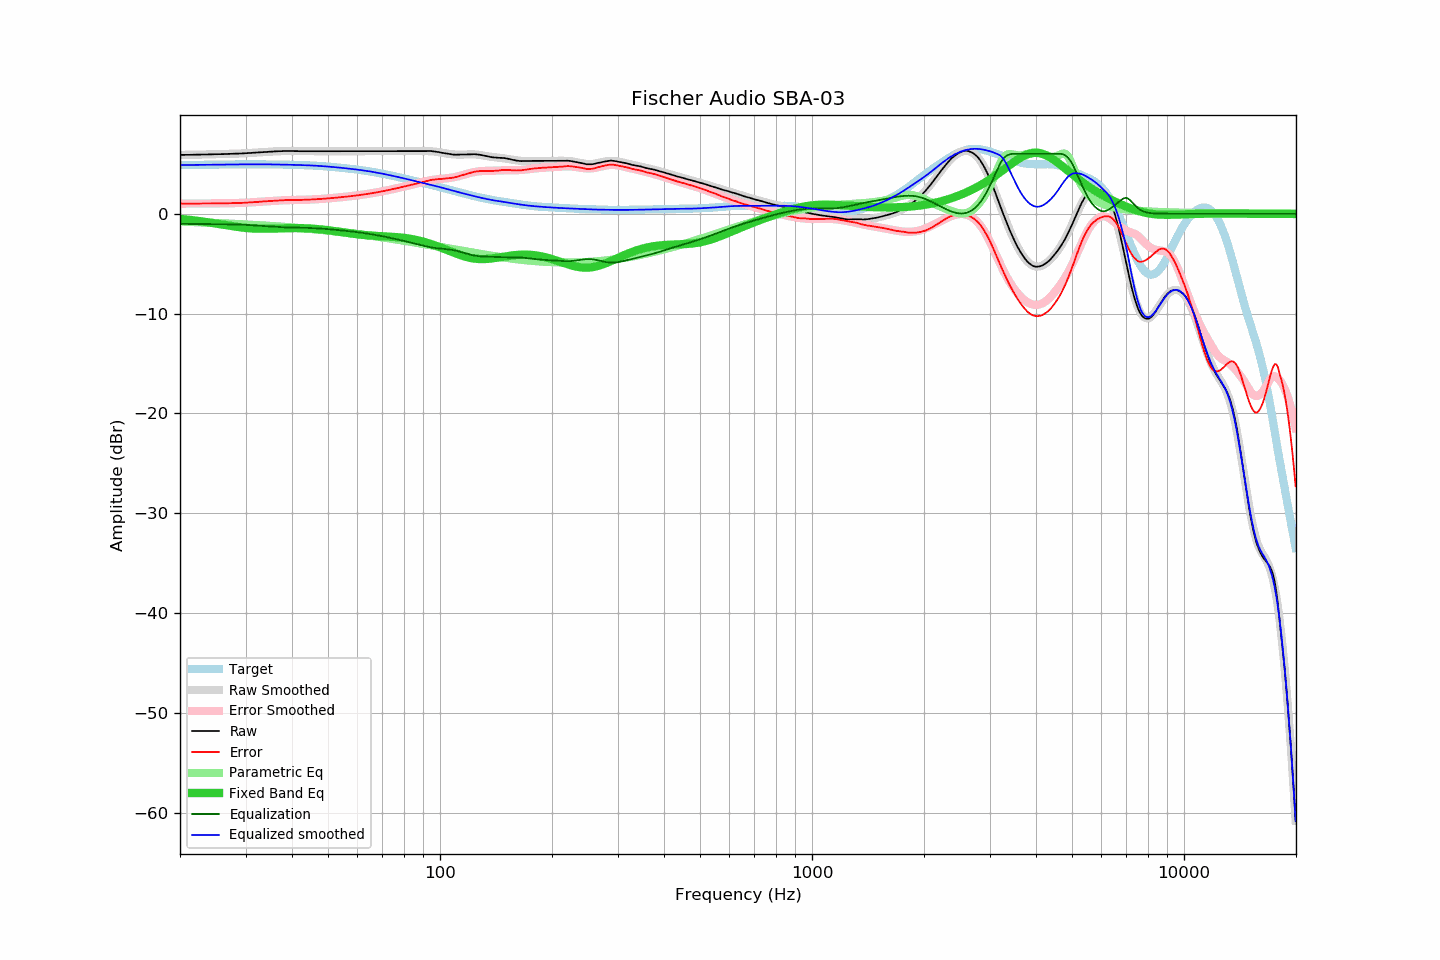 Fischer Audio SBA-03
0
−10
−20
−30
−40
−50
−60
Amplitude (dBr)
Target
Raw Smoothed
Error Smoothed
Raw
Error
Parametric Eq
Fixed Band Eq
Equalization
Equalized smoothed
100
1000
10000
Frequency (Hz)